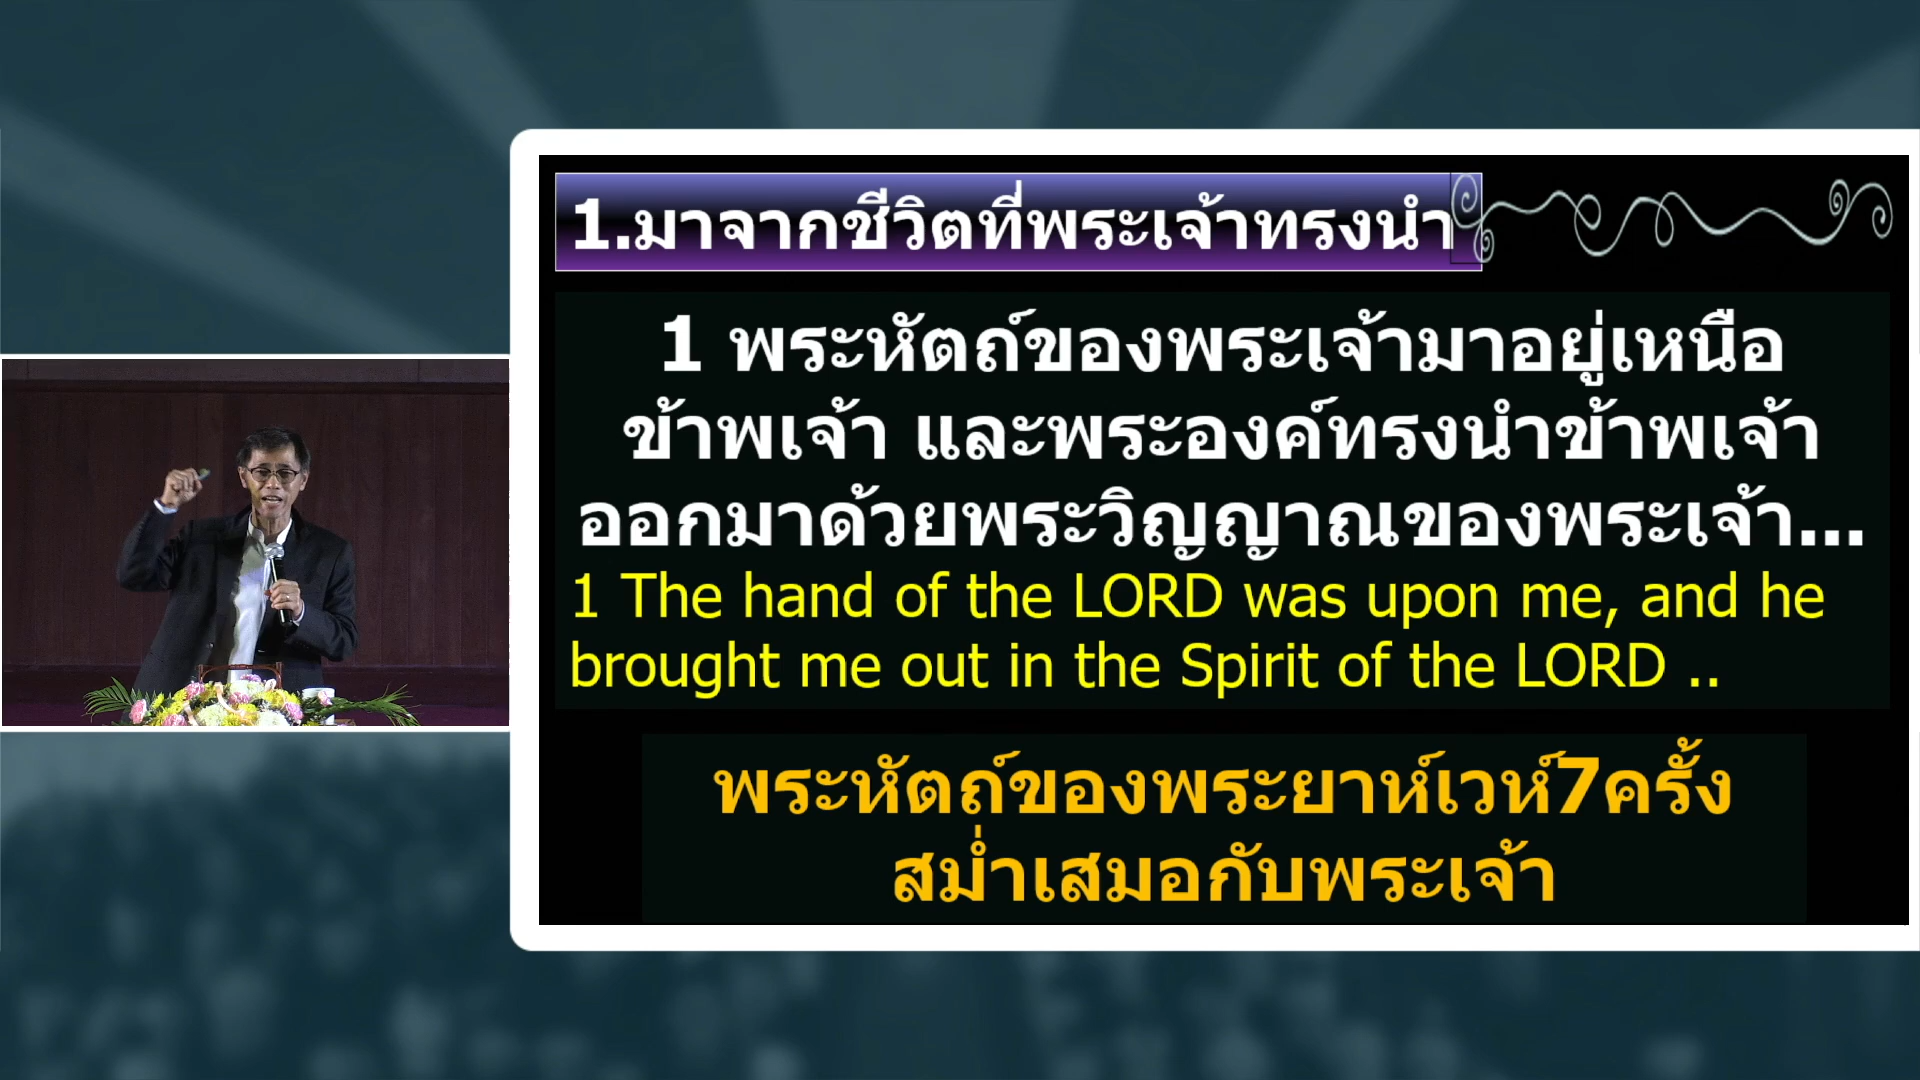 1.มาจากชีวิตที่พระเจ้าทรงนำ
1 พระหัตถ์ของพระเจ้ามาอยู่เหนือ
ข้าพเจ้า และพระองค์ทรงนำข้าพเจ้า
ออกมาด้วยพระวิญญาณของพระเจ้า...
1 The hand of the LORD was upon me, and he
brought me out in the Spirit of the LORD ..
พระหัตถ์ของพระยาห์เวห์7ครั้ง
สม่ำเสมอกับพระเจ้า